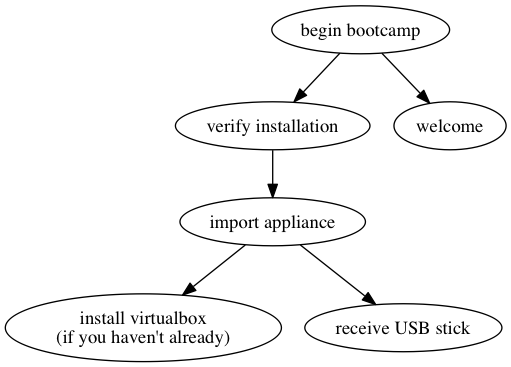 begin bootcamp
verify installation
welcome
import appliance
install virtualbox
(if you haven't already)
receive USB stick